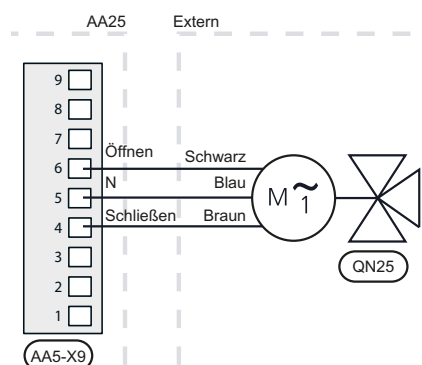 AA25 Extern
9
8
7
Öffnen Schwarz
6
N Blau
5
Schließen Braun
4
3
2
1
M ~
1
QN25
AA5-X9